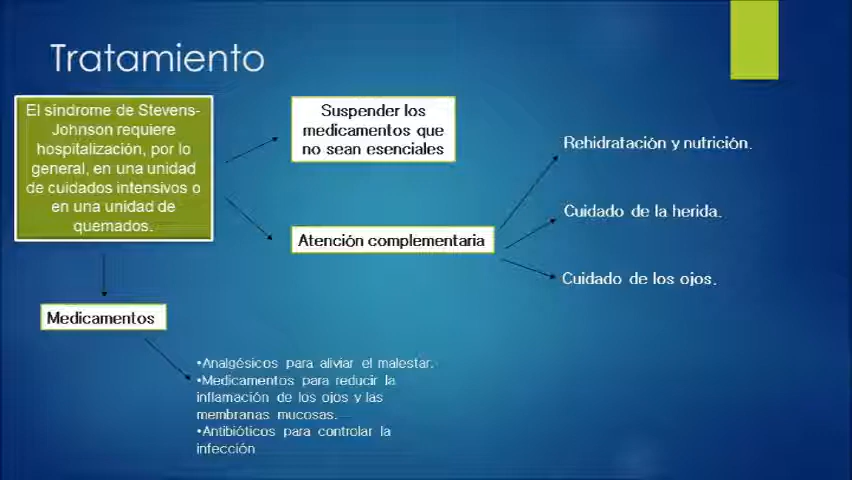 Tratamiento
El síndrome de Stevens-
Johnson requiere
hospitalización, por lo
general, en una unidad
de cuidados intensivos o
en una unidad de
quemados.
Suspender los
medicamentos que
no sean esenciales
Atención complementaria
Rehidratación y nutrición.
Cuidado de la herida.
Cuidado de los ojos.
Medicamentos
•Analgésicos para aliviar el malestar.
•Medicamentos para reducir la
inflamación de los ojos y las
membranas mucosas.
•Antibióticos para controlar la
infección